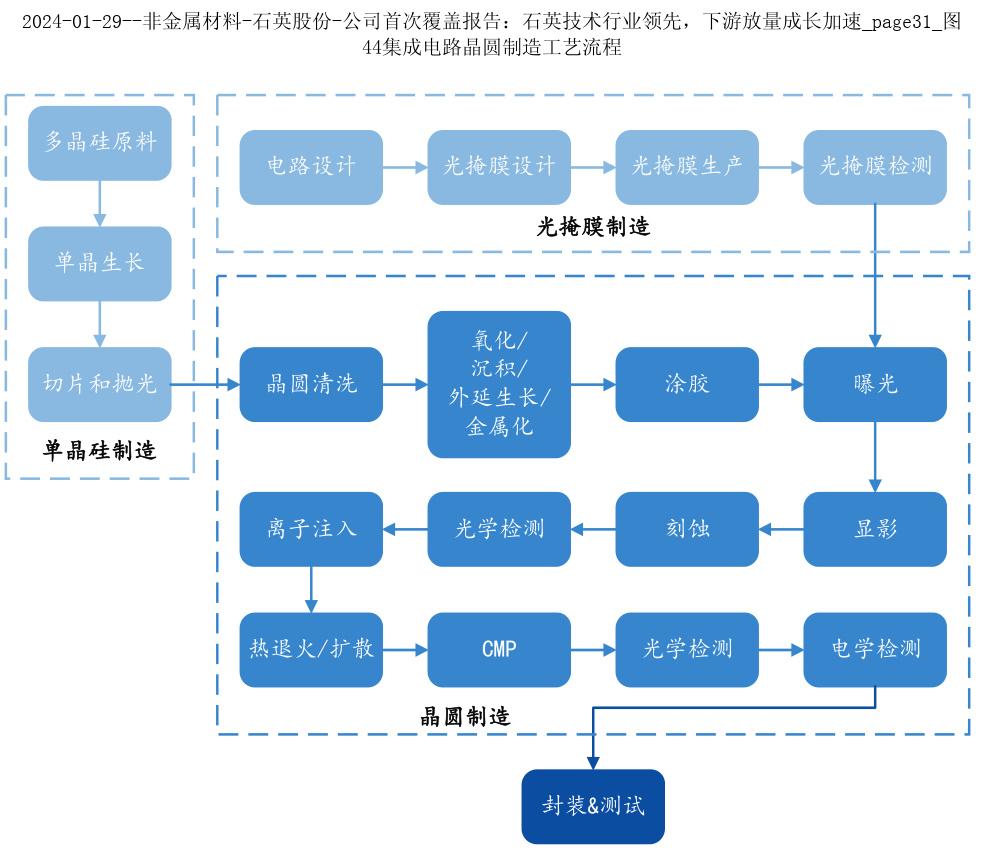 2024-01-29--非金属材料-石英股份-公司首次覆盖报告：石英技术行业领先，下游放量成长加速_page31_图
44集成电路晶圆制造工艺流程
多晶硅原料
单晶生长
切片和抛光
单晶硅制造
电路设计
光掩膜设计
光掩膜生产
光掩膜检测
光掩膜制造
晶圆清洗
氧化/
沉积/
外延生长/
金属化
涂胶
曝光
显影
刻蚀
光学检测
离子注入
热退火/扩散
CMP
光学检测
电学检测
晶圆制造
封装&测试